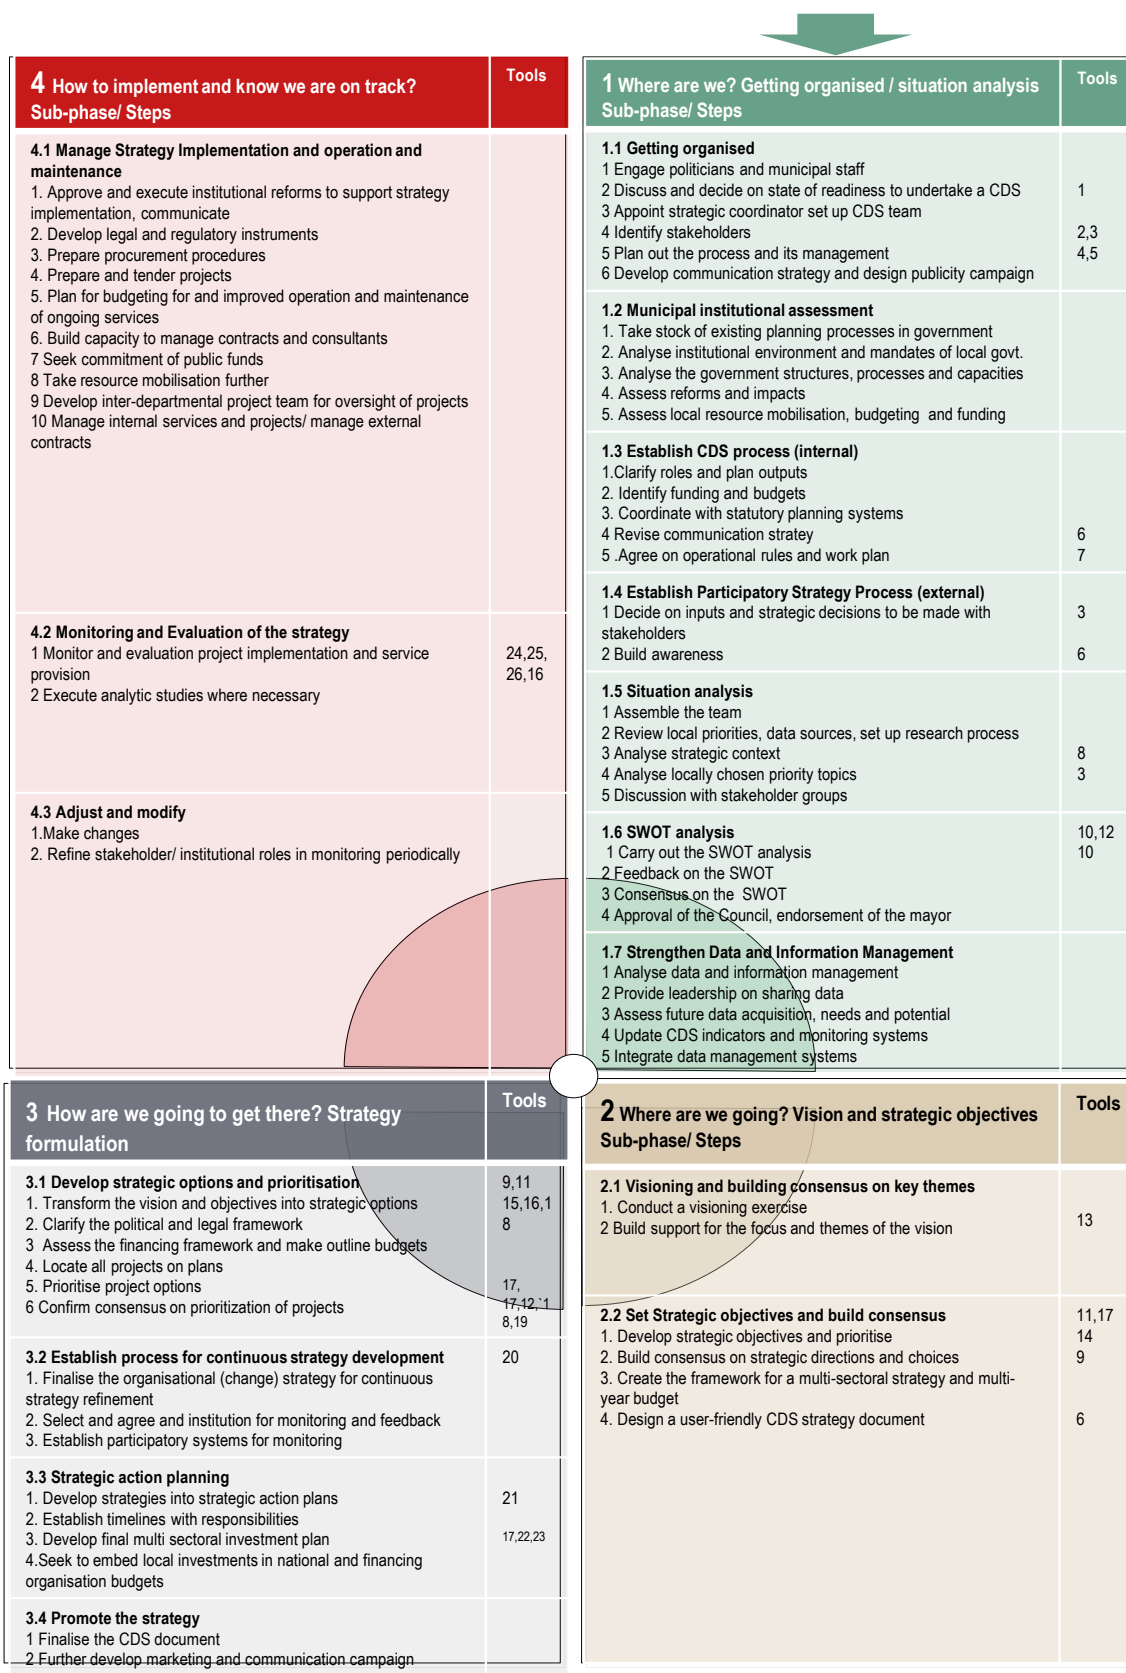 4 How to implement and know we are on track?
Sub-phase/ Steps
Tools
4.1 Manage Strategy Implementation and operation and
maintenance
1. Approve and execute institutional reforms to support strategy
implementation, communicate
2. Develop legal and regulatory instruments
3. Prepare procurement procedures
4. Prepare and tender projects
5. Plan for budgeting for and improved operation and maintenance
of ongoing services
6. Build capacity to manage contracts and consultants
7 Seek commitment of public funds
8 Take resource mobilisation further
9 Develop inter-departmental project team for oversight of projects
10 Manage internal services and projects/ manage external
contracts
4.2 Monitoring and Evaluation of the strategy
1 Monitor and evaluation project implementation and service 24,25,
provision 26,16
2 Execute analytic studies where necessary
4.3 Adjust and modify
1.Make changes
2. Refine stakeholder/ institutional roles in monitoring periodically
1 Where are we? Getting organised / situation analysis
Sub-phase/ Steps
Tools
1.1 Getting organised
1 Engage politicians and municipal staff
2 Discuss and decide on state of readiness to undertake a CDS 1
3 Appoint strategic coordinator set up CDS team
4 Identify stakeholders 2,3
5 Plan out the process and its management 4,5
6 Develop communication strategy and design publicity campaign
1.2 Municipal institutional assessment
1. Take stock of existing planning processes in government
2. Analyse institutional environment and mandates of local govt.
3. Analyse the government structures, processes and capacities
4. Assess reforms and impacts
5. Assess local resource mobilisation, budgeting and funding
1.3 Establish CDS process (internal)
1.Clarify roles and plan outputs
2. Identify funding and budgets
3. Coordinate with statutory planning systems
4 Revise communication stratey 6
5 .Agree on operational rules and work plan 7
1.4 Establish Participatory Strategy Process (external)
1 Decide on inputs and strategic decisions to be made with 3
stakeholders
2 Build awareness 6
1.5 Situation analysis
1 Assemble the team
2 Review local priorities, data sources, set up research process
3 Analyse strategic context 8
4 Analyse locally chosen priority topics 3
5 Discussion with stakeholder groups
1.6 SWOT analysis 10,12
1 Carry out the SWOT analysis 10
2 Feedback on the SWOT
3 Consensus on the SWOT
4 Approval of the Council, endorsement of the mayor
1.7 Strengthen Data and Information Management
1 Analyse data and information management
2 Provide leadership on sharing data
3 Assess future data acquisition, needs and potential
4 Update CDS indicators and monitoring systems
5 Integrate data management systems
3 How are we going to get there? Strategy
formulation
Tools
3.1 Develop strategic options and prioritisation 9,11
1. Transform the vision and objectives into strategic options 15,16,1
2. Clarify the political and legal framework 8
3 Assess the financing framework and make outline budgets
4. Locate all projects on plans
5. Prioritise project options 17,
6 Confirm consensus on prioritization of projects 17,12,`1
8,19
3.2 Establish process for continuous strategy development 20
1. Finalise the organisational (change) strategy for continuous
strategy refinement
2. Select and agree and institution for monitoring and feedback
3. Establish participatory systems for monitoring
3.3 Strategic action planning
1. Develop strategies into strategic action plans 21
2. Establish timelines with responsibilities
3. Develop final multi sectoral investment plan 17,22,23
4.Seek to embed local investments in national and financing
organisation budgets
3.4 Promote the strategy
1 Finalise the CDS document
2 Further develop marketing and communication campaign
2 Where are we going? Vision and strategic objectives
Sub-phase/ Steps
Tools
2.1 Visioning and building consensus on key themes
1. Conduct a visioning exercise
2 Build support for the focus and themes of the vision 13
2.2 Set Strategic objectives and build consensus 11,17
1. Develop strategic objectives and prioritise 14
2. Build consensus on strategic directions and choices 9
3. Create the framework for a multi-sectoral strategy and multi-
year budget
4. Design a user-friendly CDS strategy document 6